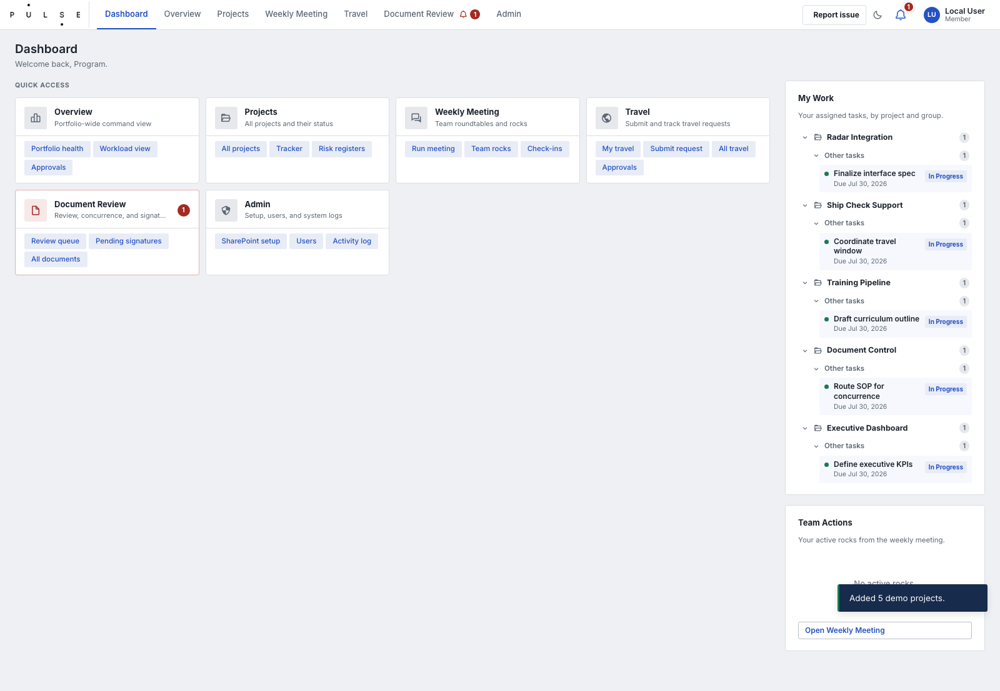 PULSE
Dashboard
Overview
Projects
Weekly Meeting
Travel
Document Review
1
Admin
Report issue
1
LU
Local User
Member
Dashboard
Welcome back, Program.
QUICK ACCESS
Overview
Portfolio-wide command view
Portfolio health
Workload view
Approvals
Projects
All projects and their status
All projects
Tracker
Risk registers
Weekly Meeting
Team roundtables and rocks
Run meeting
Team rocks
Check-ins
Travel
Submit and track travel requests
My travel
Submit request
All travel
Approvals
Document Review
Review, concurrence, and signat...
1
Review queue
Pending signatures
All documents
Admin
Setup, users, and system logs
SharePoint setup
Users
Activity log
My Work
Your assigned tasks, by project and group.
Radar Integration
1
Other tasks
1
Finalize interface spec
In Progress
Due Jul 30, 2026
Ship Check Support
1
Other tasks
1
Coordinate travel
window
In Progress
Due Jul 30, 2026
Training Pipeline
1
Other tasks
1
Draft curriculum outline
In Progress
Due Jul 30, 2026
Document Control
1
Other tasks
1
Route SOP for
concurrence
In Progress
Due Jul 30, 2026
Executive Dashboard
1
Other tasks
1
Define executive KPIs
In Progress
Due Jul 30, 2026
Team Actions
Your active rocks from the weekly meeting.
No active rocks
Added 5 demo projects.
Open Weekly Meeting